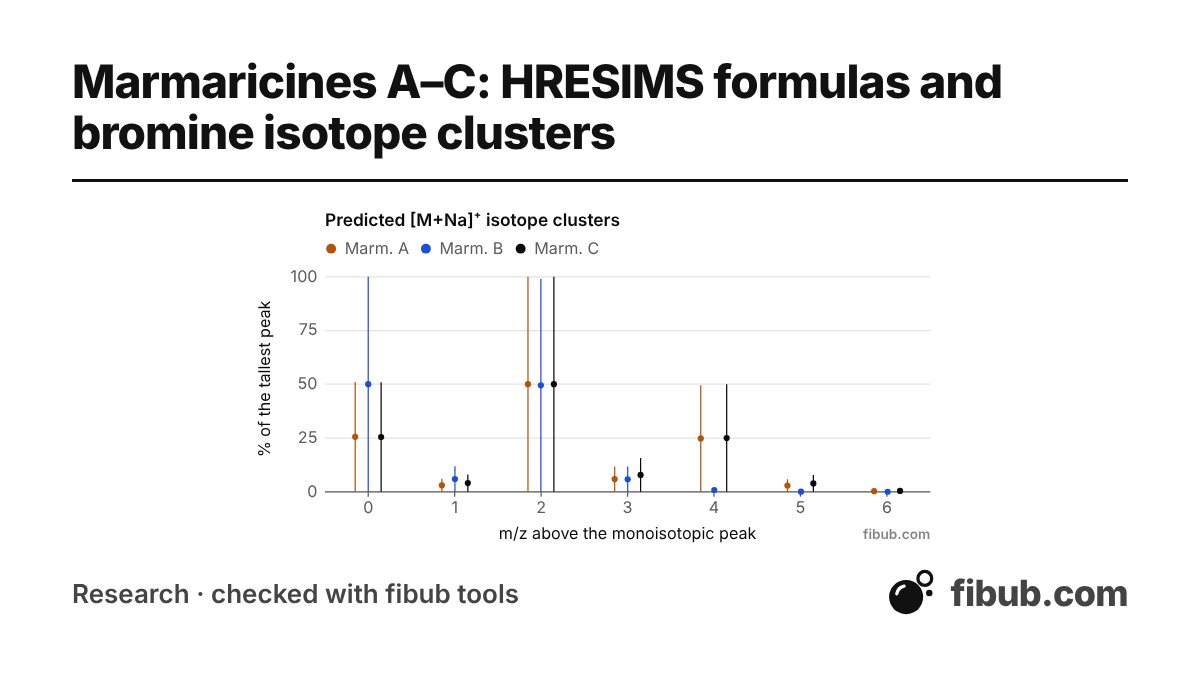 Marmaricines A–C: HRESIMS formulas and
bromine isotope clusters
Predicted [M+Na]⁺ isotope clusters
Marm. A Marm. B Marm. C
% of the tallest peak
100
75
50
25
0
0 1 2 3 4 5 6
m/z above the monoisotopic peak
fibub.com
Research · checked with fibub tools
fibub.com